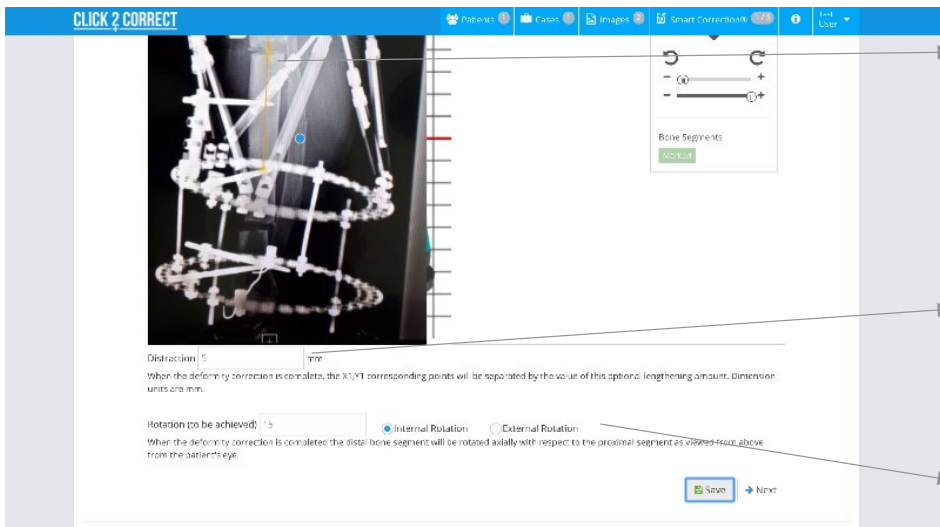 CLICK 2 CORRECT
Patients 1 Cases 1 Images 2 Smart Correction® User
Bone Segments
Marked
Distraction 5 mm
When the deformity correction is complete, the X1,Y1 corresponding points will be separated by the value of this optional lengthening amount. Dimension
units are mm.
Rotation (to be achieved) 15 Internal Rotation External Rotation
When the deformity correction is completed the distal bone segment will be rotated axially with respect to the proximal segment as viewed from above
from the patient's eye.
Save Next